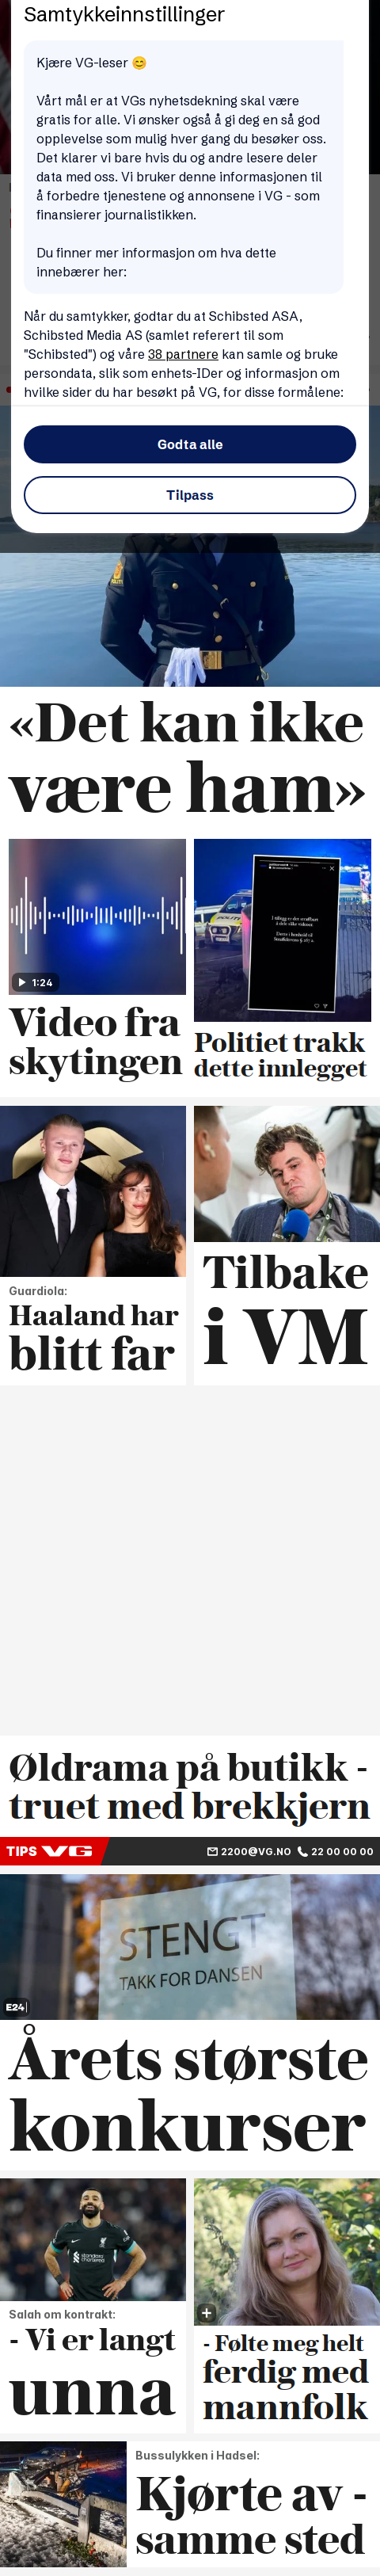 Samtykkeinnstillinger
Kjære VG-leser 😊
Vårt mål er at VGs nyhetsdekning skal være
gratis for alle. Vi ønsker også å gi deg en så god
opplevelse som mulig hver gang du besøker oss.
Det klarer vi bare hvis du og andre lesere deler
data med oss. Vi bruker denne informasjonen til
å forbedre tjenestene og annonsene i VG - som
finansierer journalistikken.
Du finner mer informasjon om hva dette
innebærer her:
Når du samtykker, godtar du at Schibsted ASA,
Schibsted Media AS (samlet referert til som
"Schibsted") og våre 38 partnere kan samle og bruke
persondata, slik som enhets-IDer og informasjon om
hvilke sider du har besøkt på VG, for disse formålene:
Godta alle
Tilpass
«Det kan ikke
være ham»
1:24
Video fra
skytingen
Politiet trakk
dette innlegget
Guardiola:
Haaland har
blitt far
Tilbake
i VM
Øldrama på butikk -
truet med brekkjern
TIPS VG 2200@VG.NO 22 00 00 00
STENGT
TAKK FOR DANSEN
E24
Årets største
konkurser
Salah om kontrakt:
- Vi er langt
unna
- Følte meg helt
ferdig med
mannfolk
Bussulykken i Hadsel:
Kjørte av -
samme sted